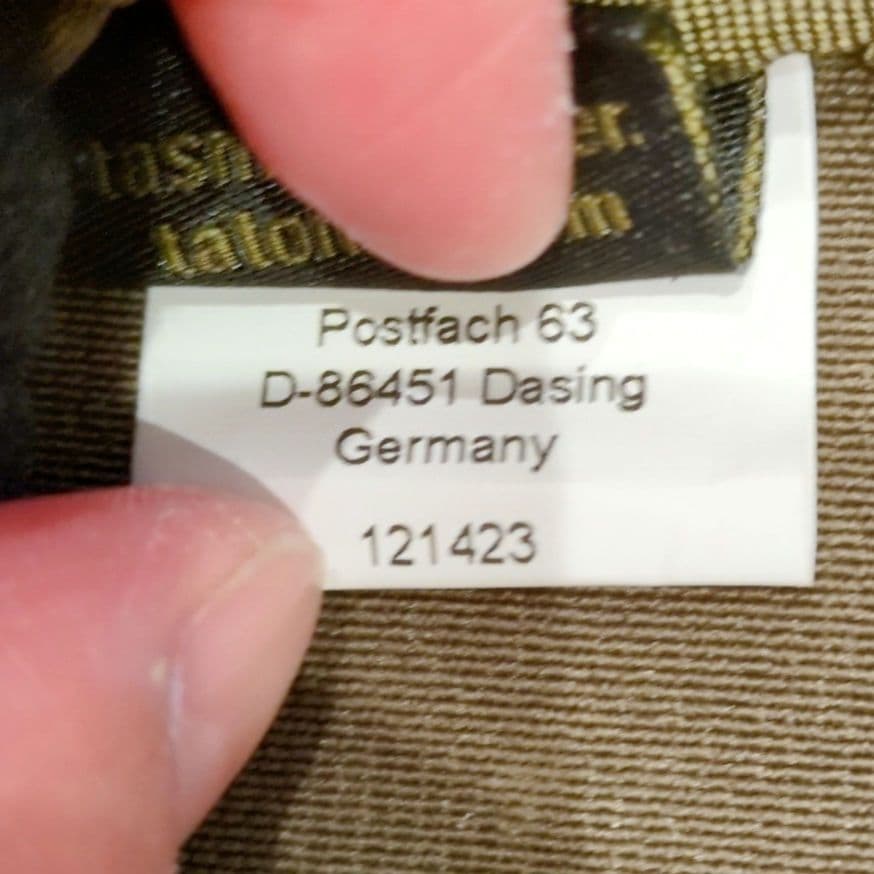 Postfach 63
D-86451 Dasing
Germany
121423